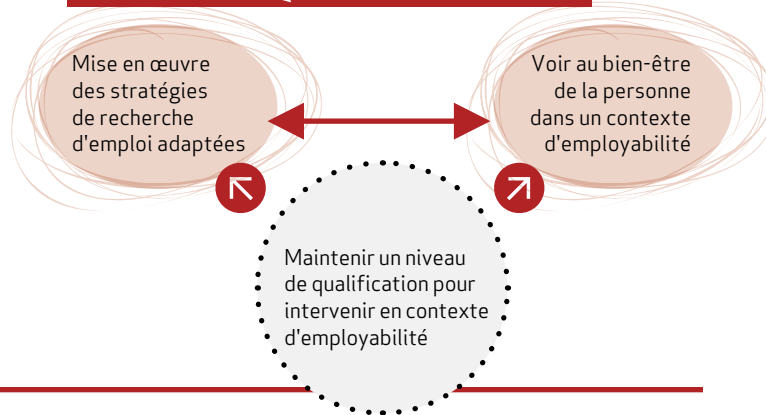 Mise en œuvre
des stratégies
de recherche
d'emploi adaptées
Voir au bien-être
de la personne
dans un contexte
d'employabilité
Maintenir un niveau
de qualification pour
intervenir en contexte
d'employabilité